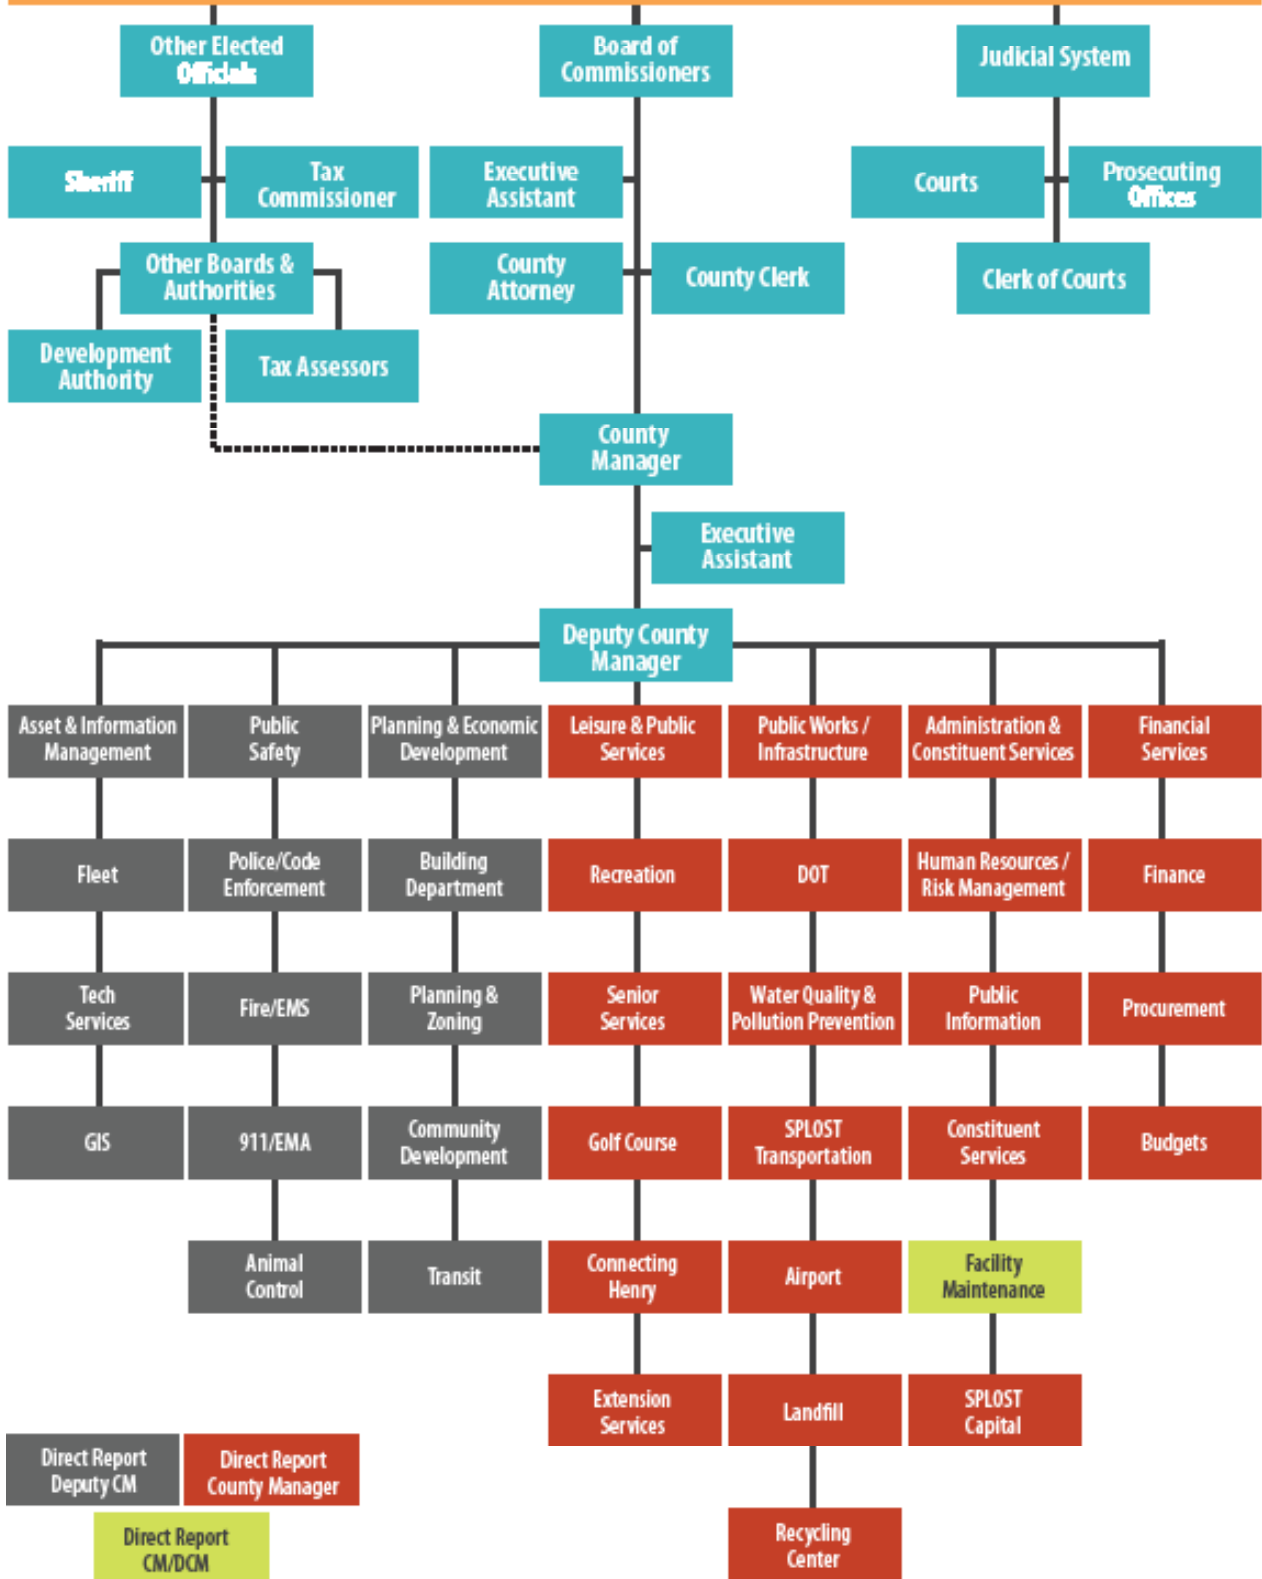 Other Elected
Officials
Board of
Commissioners
Judicial System
Sheriff
Tax
Commissioner
Executive
Assistant
Courts
Prosecuting
Offices
Other Boards &
Authorities
County
Attorney
County Clerk
Clerk of Courts
Development
Authority
Tax Assessors
County
Manager
Executive
Assistant
Deputy County
Manager
Asset & Information
Management
Public
Safety
Planning & Economic
Development
Leisure & Public
Services
Public Works /
Infrastructure
Administration &
Constituent Services
Financial
Services
Fleet
Police/Code
Enforcement
Building
Department
Recreation
DOT
Human Resources /
Risk Management
Finance
Tech
Services
Fire/EMS
Planning &
Zoning
Senior
Services
Water Quality &
Pollution Prevention
Public
Information
Procurement
GIS
911/EMA
Community
Development
Golf Course
SPLOST
Transportation
Constituent
Services
Budgets
Animal
Control
Transit
Connecting
Henry
Airport
Facility
Maintenance
Extension
Services
Landfill
SPLOST
Capital
Direct Report
Deputy CM
Direct Report
County Manager
Direct Report
CM/DCM
Recycling
Center